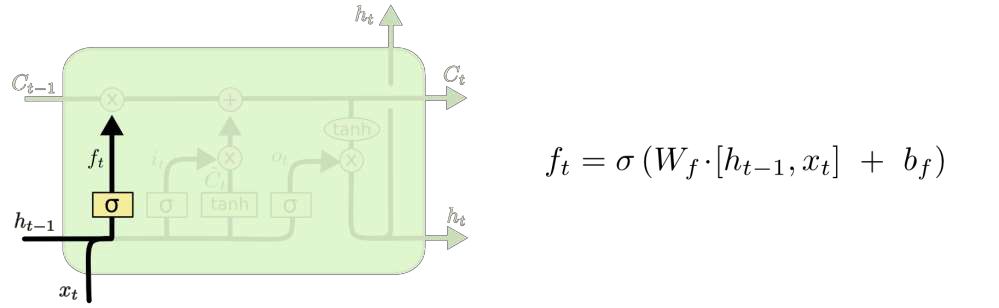 h_t
C_{t-1}
C_t
×
+
tanh
f_t
i_t
×
o_t
×
C̃_t
σ
σ
tanh
σ
h_{t-1}
h_t
x_t
f_t = σ (W_f·[h_{t-1}, x_t] + b_f)